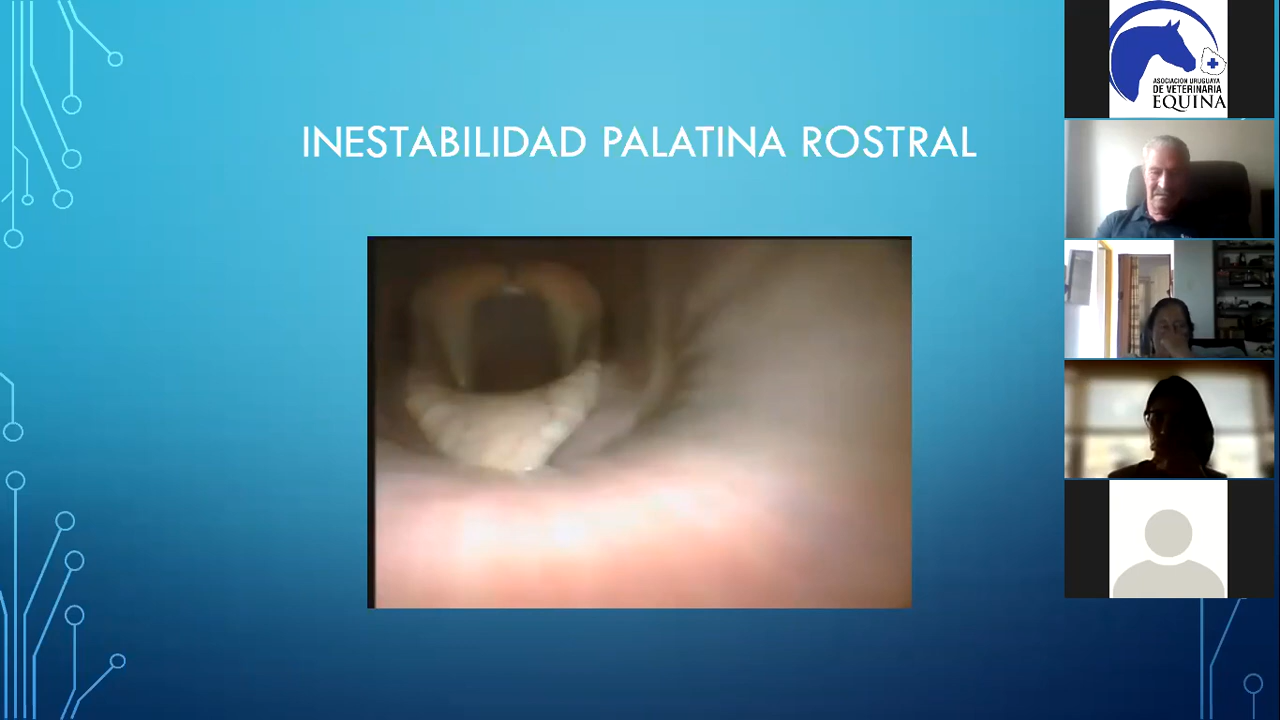 INESTABILIDAD PALATINA ROSTRAL
ASOCIACION URUGUAYA
DE VETERINARIA
EQUINA